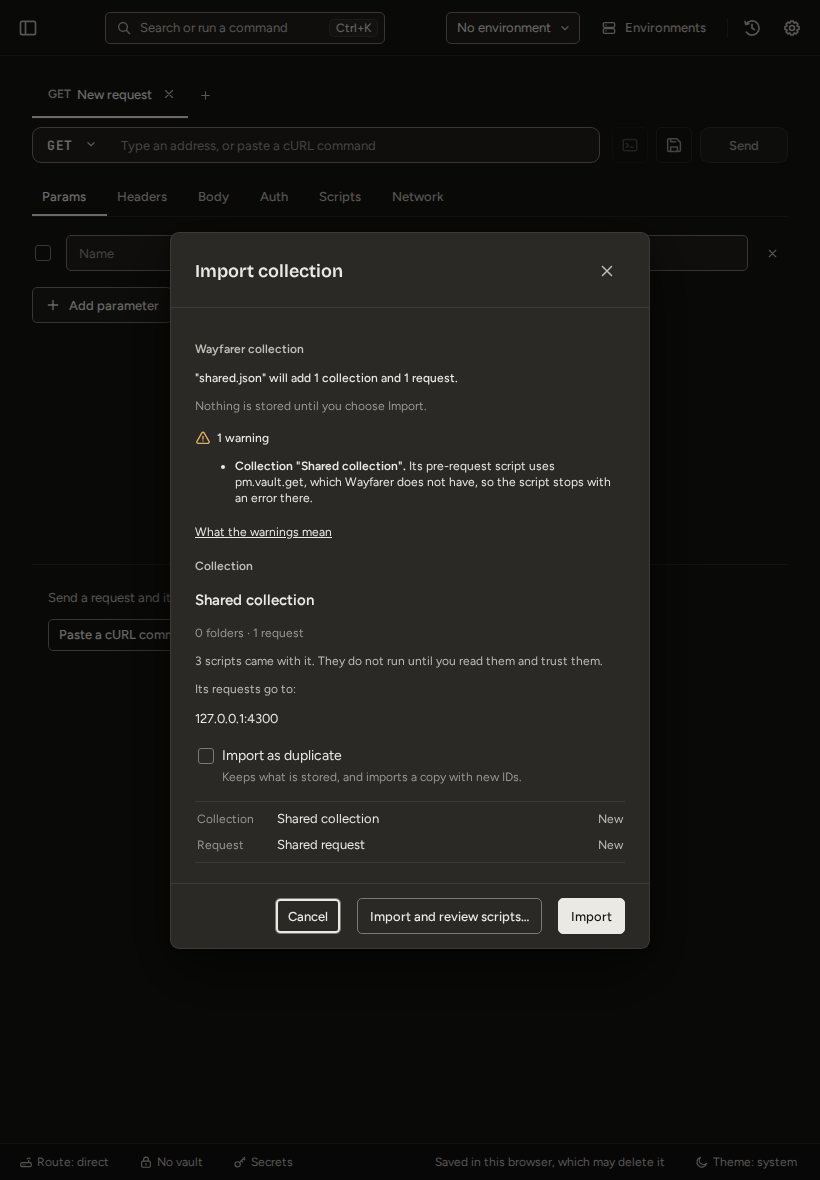 Search or run a command Ctrl+K No environment Environments
GET New request
GET Type an address, or paste a cURL command Send
Params Headers Body Auth Scripts Network
Name
Add parameter
Import collection
Wayfarer collection
"shared.json" will add 1 collection and 1 request.
Nothing is stored until you choose Import.
1 warning
Collection "Shared collection". Its pre-request script uses
pm.vault.get, which Wayfarer does not have, so the script stops with
an error there.
What the warnings mean
Collection
Send a request and it
Shared collection
Paste a cURL comm
0 folders · 1 request
3 scripts came with it. They do not run until you read them and trust them.
Its requests go to:
127.0.0.1:4300
Import as duplicate
Keeps what is stored, and imports a copy with new IDs.
Collection Shared collection New
Request Shared request New
Cancel Import and review scripts... Import
Route: direct No vault Secrets Saved in this browser, which may delete it Theme: system